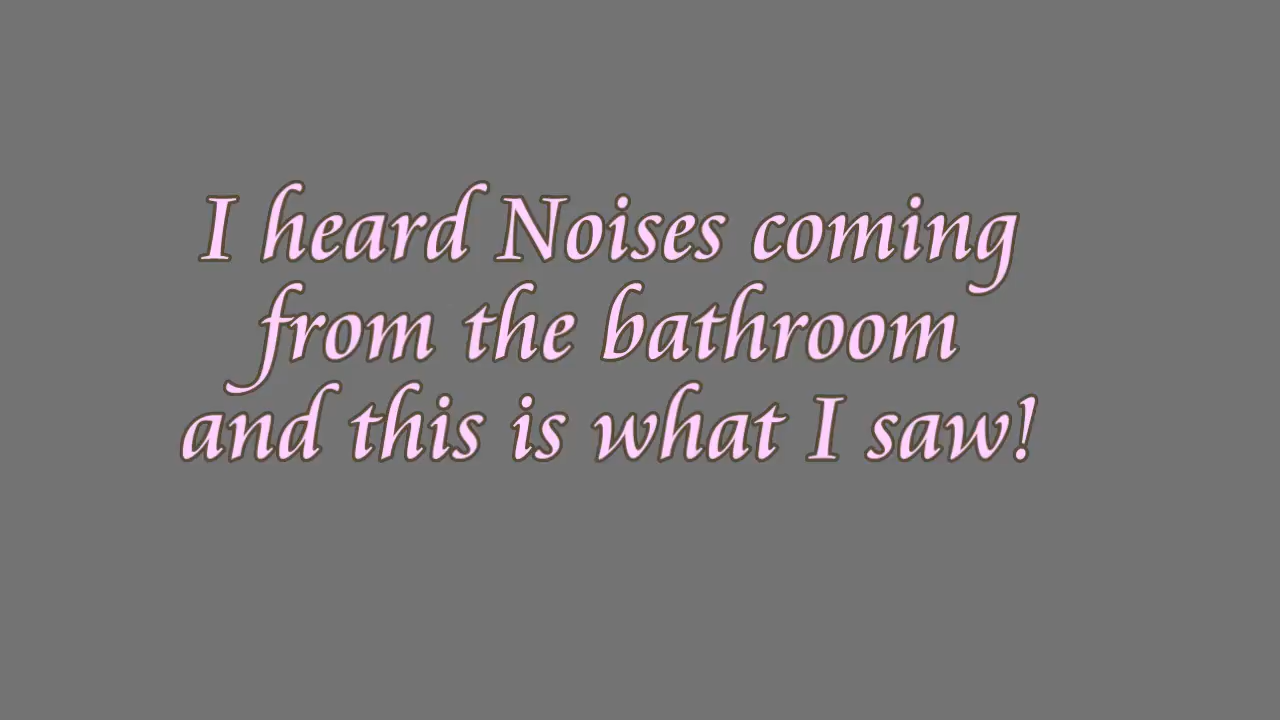 I heard Noises coming
from the bathroom
and this is what I saw!